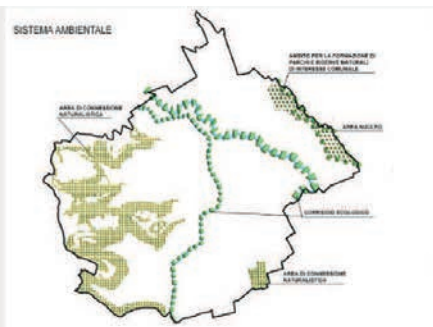 SISTEMA AMBIENTALE
AMBITI PER LA FORMAZIONE DI
PARCHI E RISERVE NATURALI
DI INTERESSE COMUNALE
AREA DI CONNESSIONE
NATURALISTICA
AREA NUCLEO
CORRIDOIO ECOLOGICO
AREA DI CONNESSIONE
NATURALISTICA